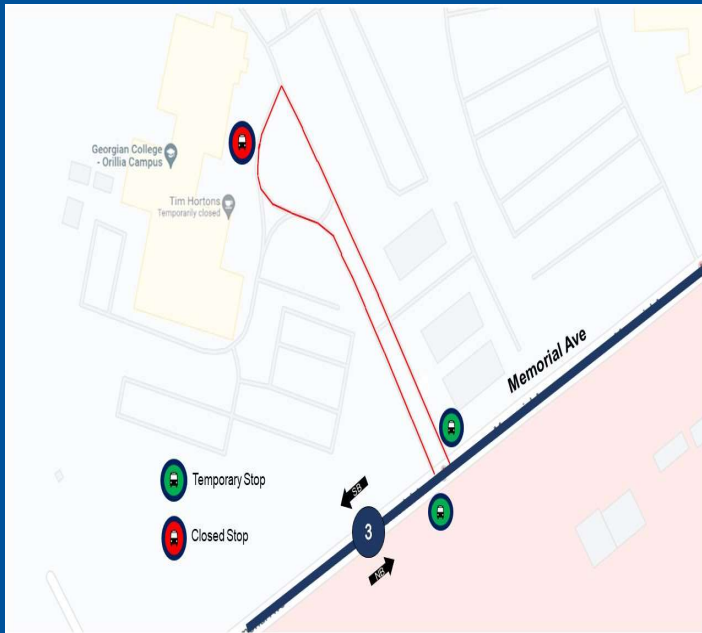 Georgian College
- Orillia Campus
Tim Hortons
Temporarily closed
Memorial Ave
Temporary Stop
SB
Closed Stop
3
NB